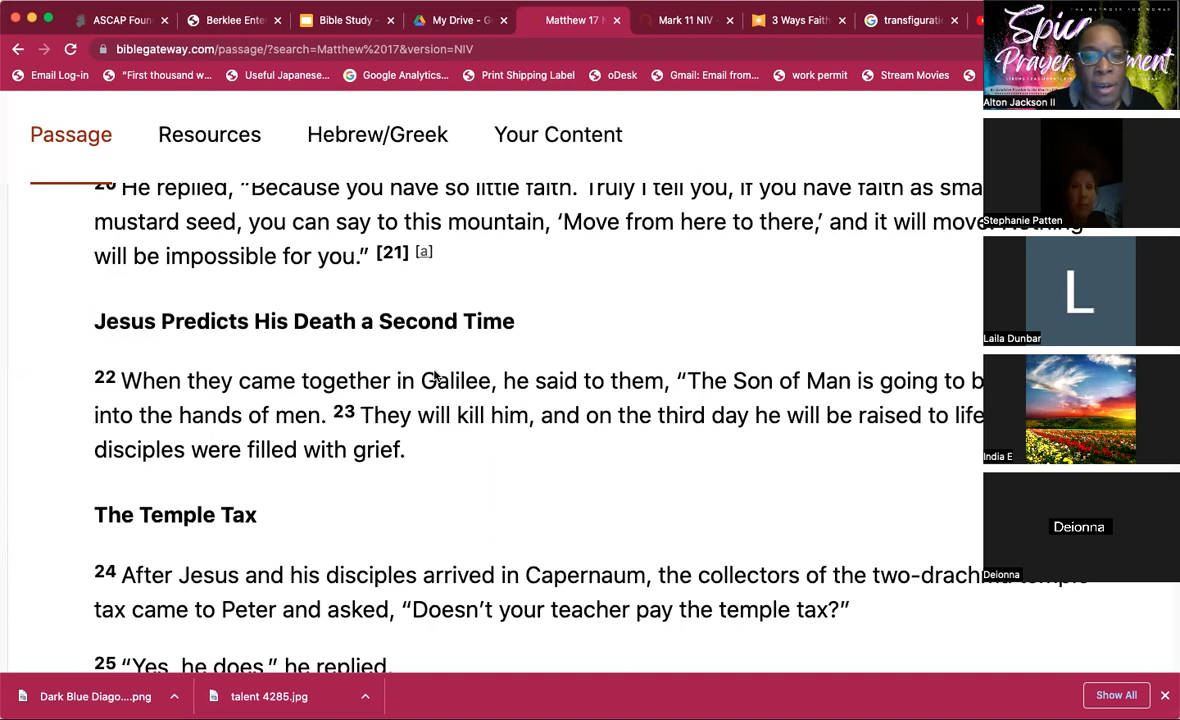 ASCAP Foun
Berklee Ente
Bible Study -
My Drive - G
Matthew 17
Mark 11 NIV -
3 Ways Faith
transfigurati
biblegateway.com/passage/?search=Matthew%2017&version=NIV
Email Log-in
"First thousand w...
Useful Japanese...
Google Analytics...
Print Shipping Label
oDesk
Gmail: Email from...
work permit
Stream Movies
Epic
Prayer
Alton Jackson II
Stephanie Patten
L
Laila Dunbar
India E
Deionna
Deionna
Passage
Resources
Hebrew/Greek
Your Content
20 He replied, “Because you have so little faith. Truly I tell you, if you have faith as sma
mustard seed, you can say to this mountain, ‘Move from here to there,’ and it will move. Nothing
will be impossible for you.” [21] [a]
Jesus Predicts His Death a Second Time
22 When they came together in Galilee, he said to them, “The Son of Man is going to b
into the hands of men. 23 They will kill him, and on the third day he will be raised to life
disciples were filled with grief.
The Temple Tax
24 After Jesus and his disciples arrived in Capernaum, the collectors of the two-drachma temple
tax came to Peter and asked, “Doesn’t your teacher pay the temple tax?”
25 “Yes, he does,” he replied.
Dark Blue Diago....png
talent 4285.jpg
Show All